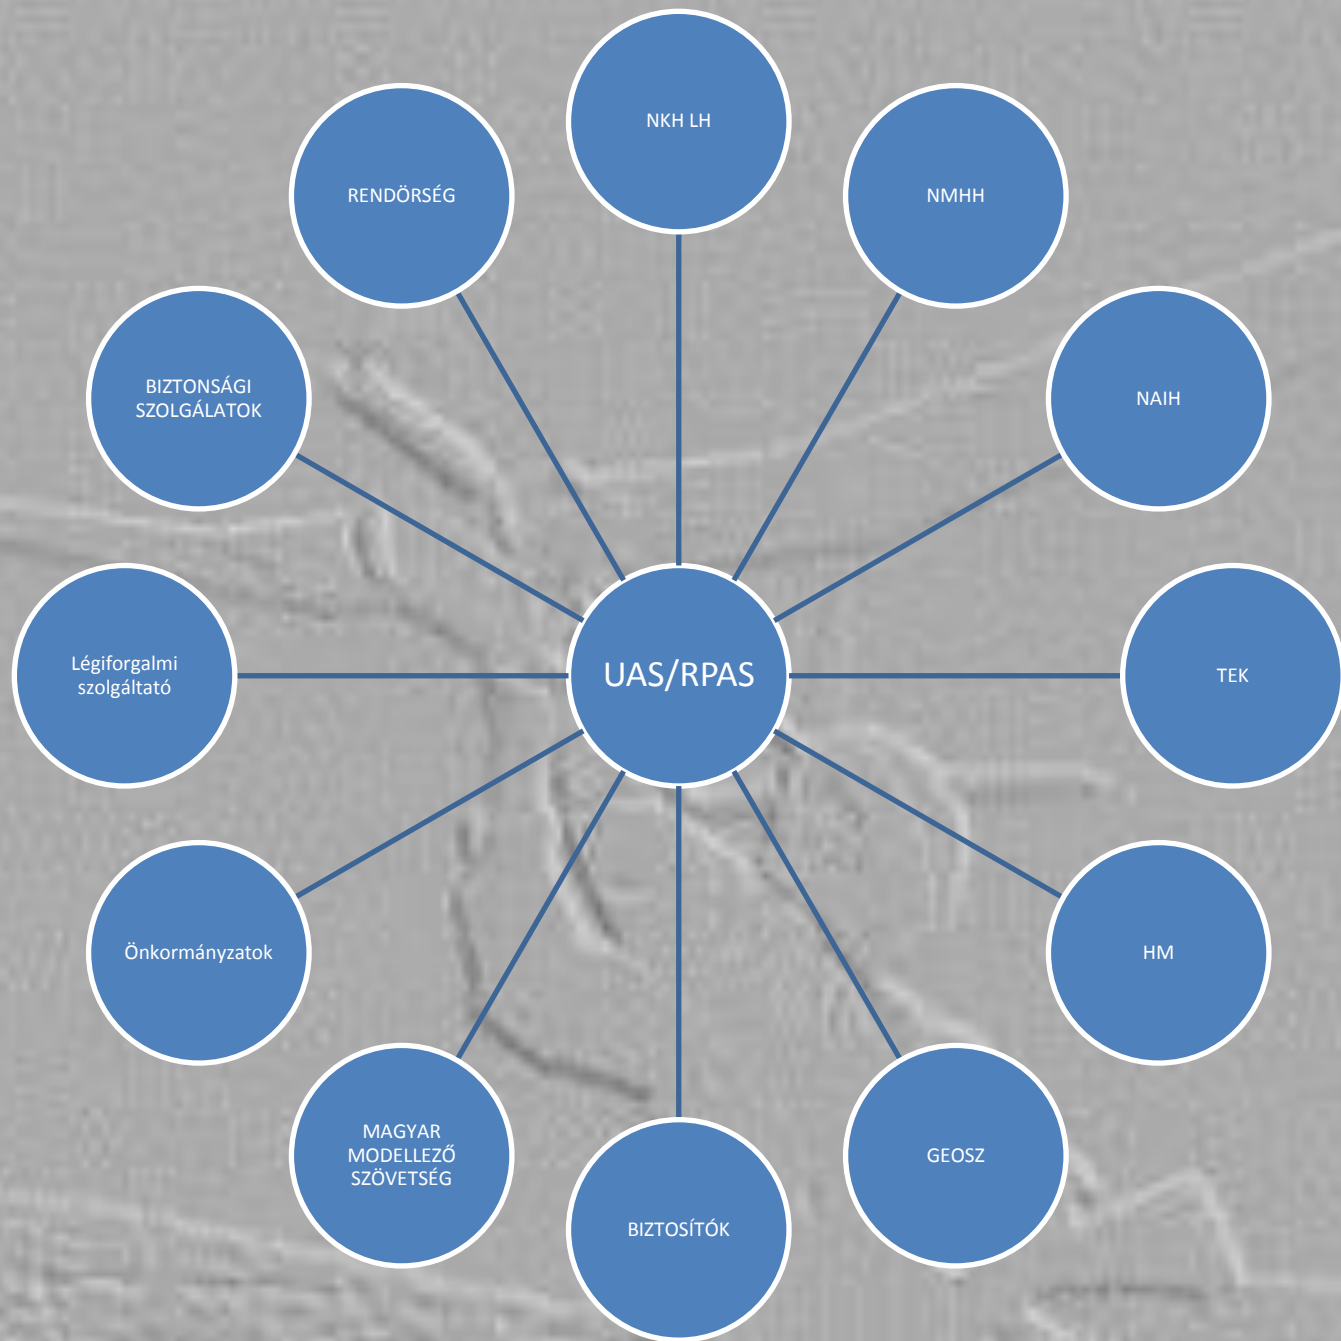 NKH LH
NMHH
NAIH
TEK
HM
GEOSZ
BIZTOSÍTÓK
MAGYAR
MODELLEZŐ
SZÖVETSÉG
Önkormányzatok
Légiforgalmi
szolgáltató
BIZTONSÁGI
SZOLGÁLATOK
RENDÖRSÉG
UAS/RPAS